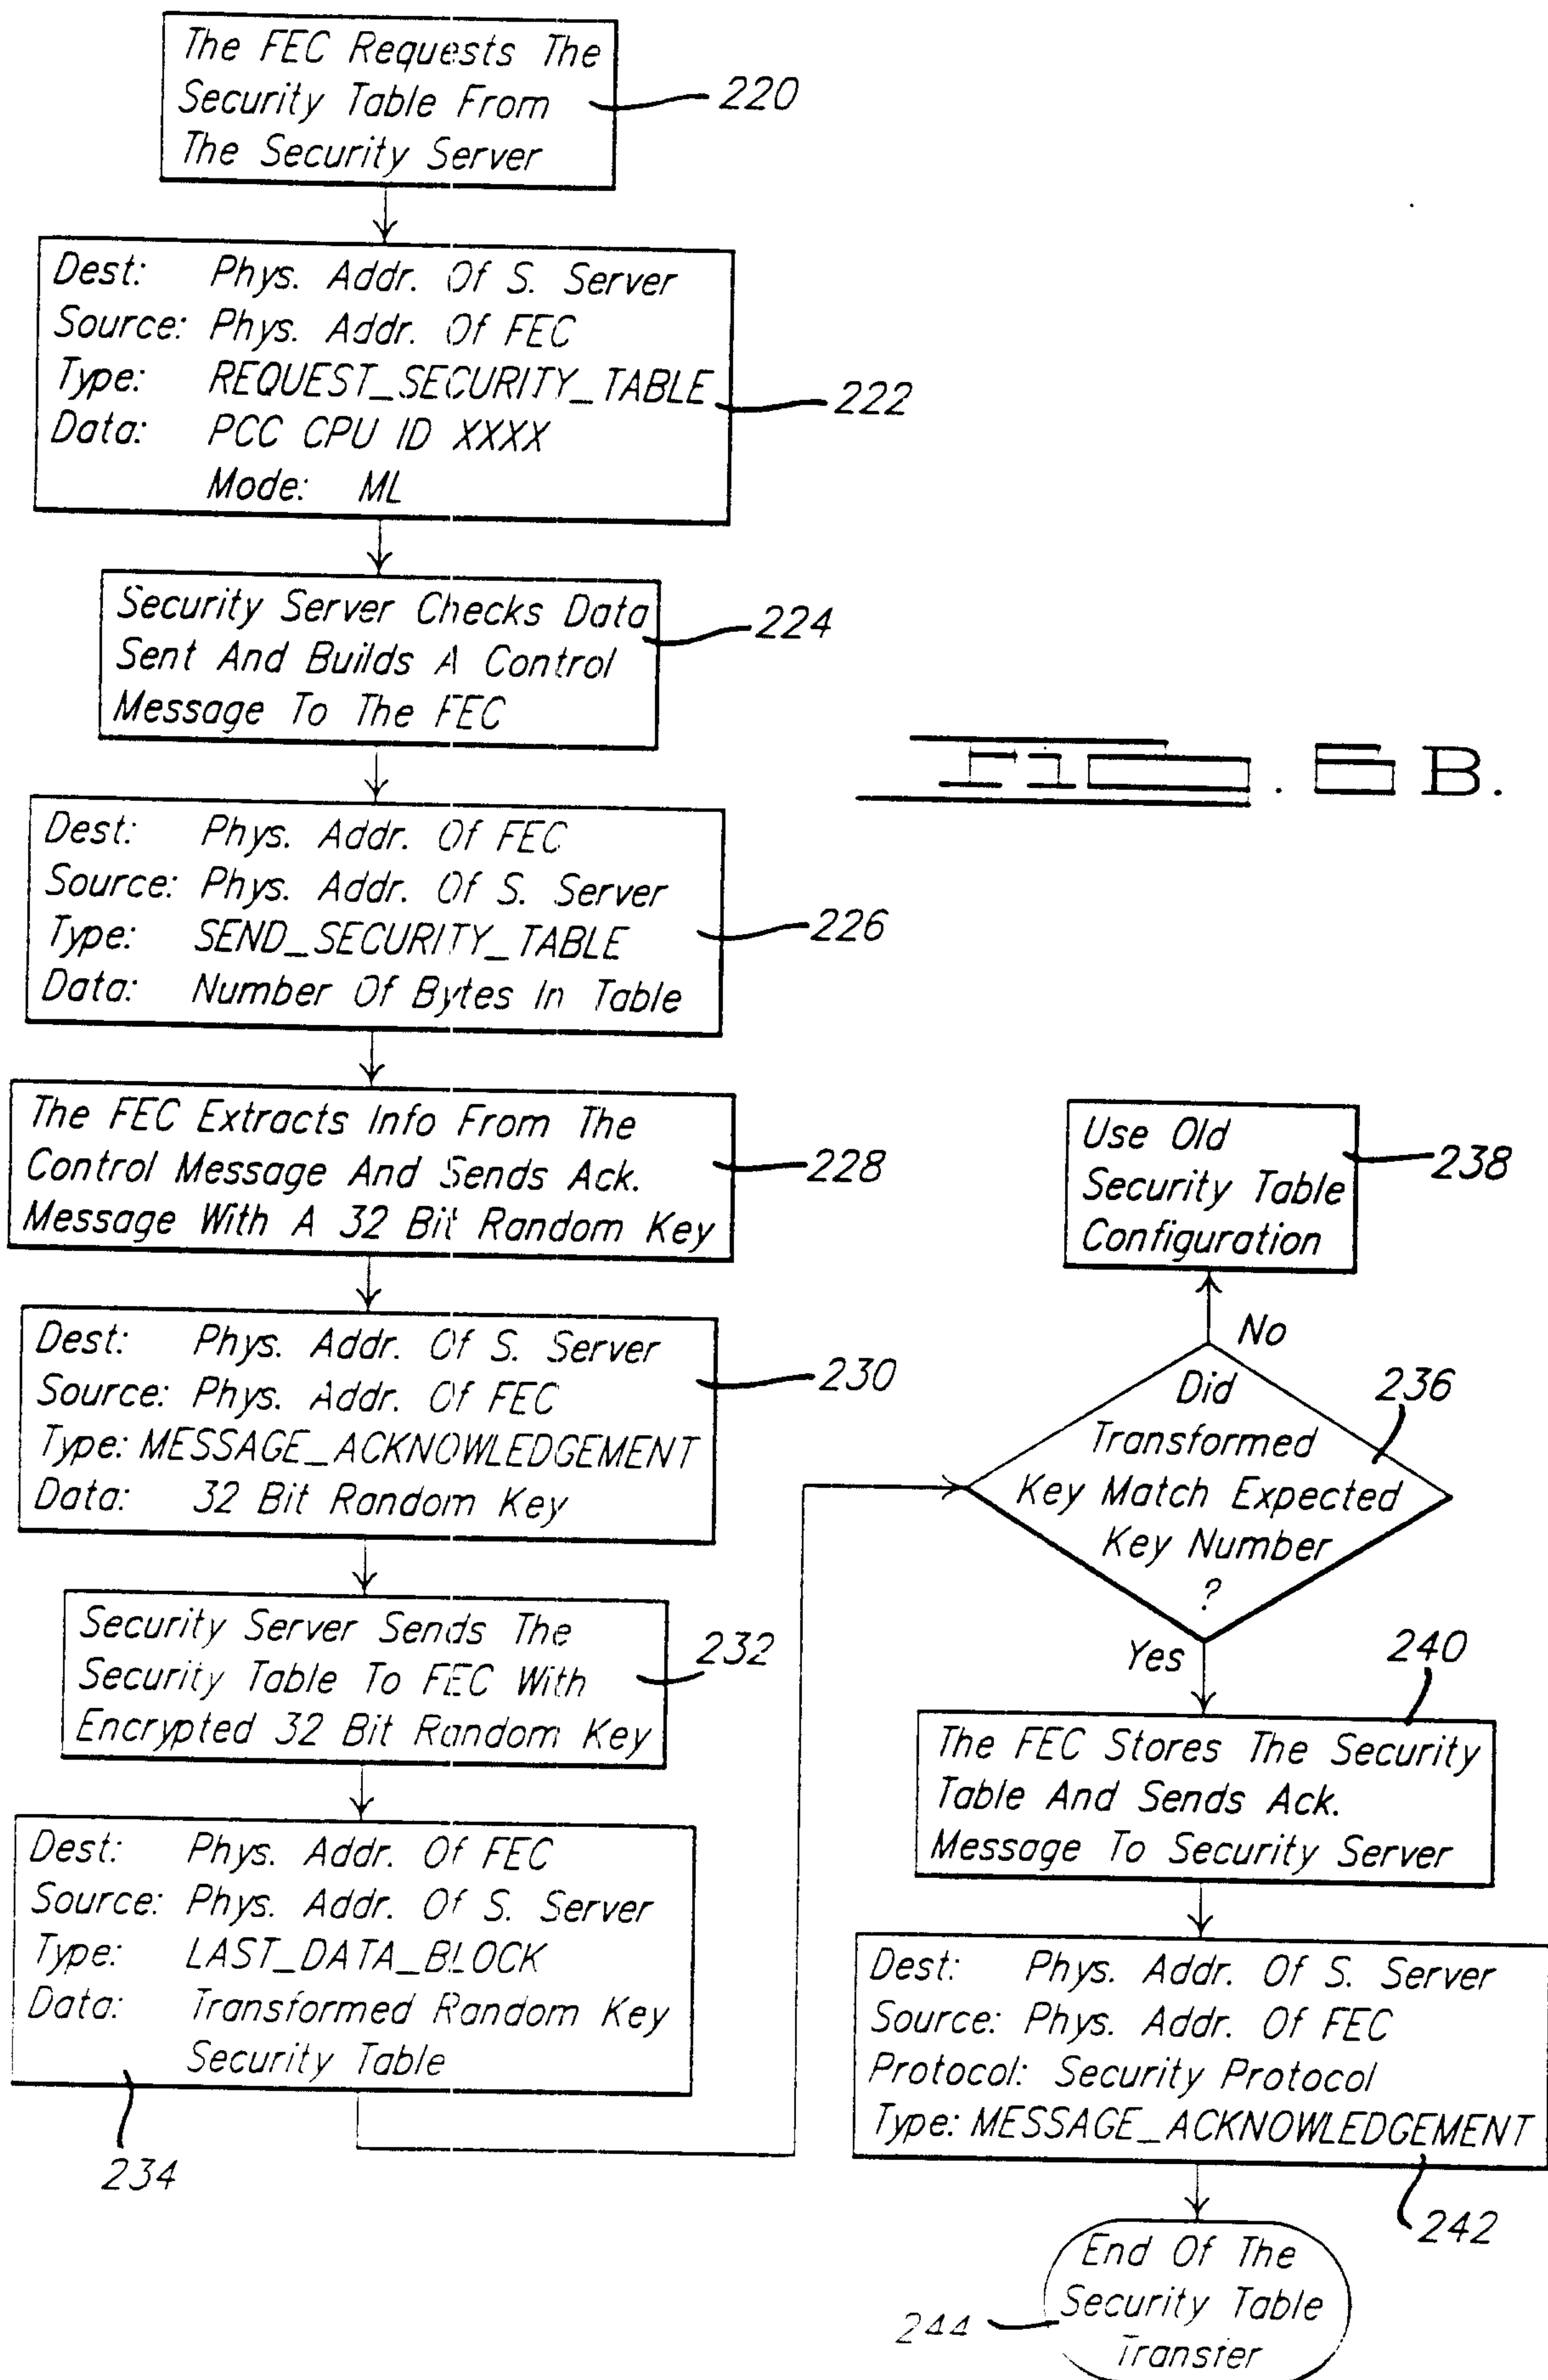 The FEC Requests The
Security Table From
The Security Server
220
Dest: Phys. Addr. Of S. Server
Source: Phys. Addr. Of FEC
Type: REQUEST_SECURITY_TABLE
Data: PCC CPU ID XXXX
Mode: ML
222
Security Server Checks Data
Sent And Builds A Control
Message To The FEC
224
Dest: Phys. Addr. Of FEC
Source: Phys. Addr. Of S. Server
Type: SEND_SECURITY_TABLE
Data: Number Of Bytes In Table
226
The FEC Extracts Info From The
Control Message And Sends Ack.
Message With A 32 Bit Random Key
228
Dest: Phys. Addr. Of S. Server
Source: Phys. Addr. Of FEC
Type: MESSAGE_ACKNOWLEDGEMENT
Data: 32 Bit Random Key
230
Security Server Sends The
Security Table To FEC With
Encrypted 32 Bit Random Key
232
Dest: Phys. Addr. Of FEC
Source: Phys. Addr. Of S. Server
Type: LAST_DATA_BLOCK
Data: Transformed Random Key
Security Table
234
B.
Use Old
Security Table
Configuration
238
No
Did
Transformed
Key Match Expected
Key Number
?
236
Yes
240
The FEC Stores The Security
Table And Sends Ack.
Message To Security Server
Dest: Phys. Addr. Of S. Server
Source: Phys. Addr. Of FEC
Protocol: Security Protocol
Type: MESSAGE_ACKNOWLEDGEMENT
242
End Of The
Security Table
Transfer
244